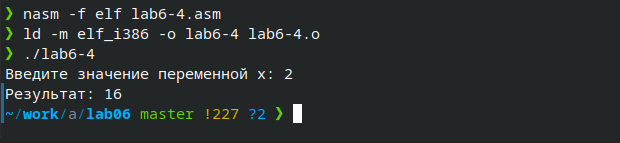 ❯ nasm -f elf lab6-4.asm
❯ ld -m elf_i386 -o lab6-4 lab6-4.o
❯ ./lab6-4
Введите значение переменной x: 2
Результат: 16
~/work/a/lab06 master !227 ?2 ❯